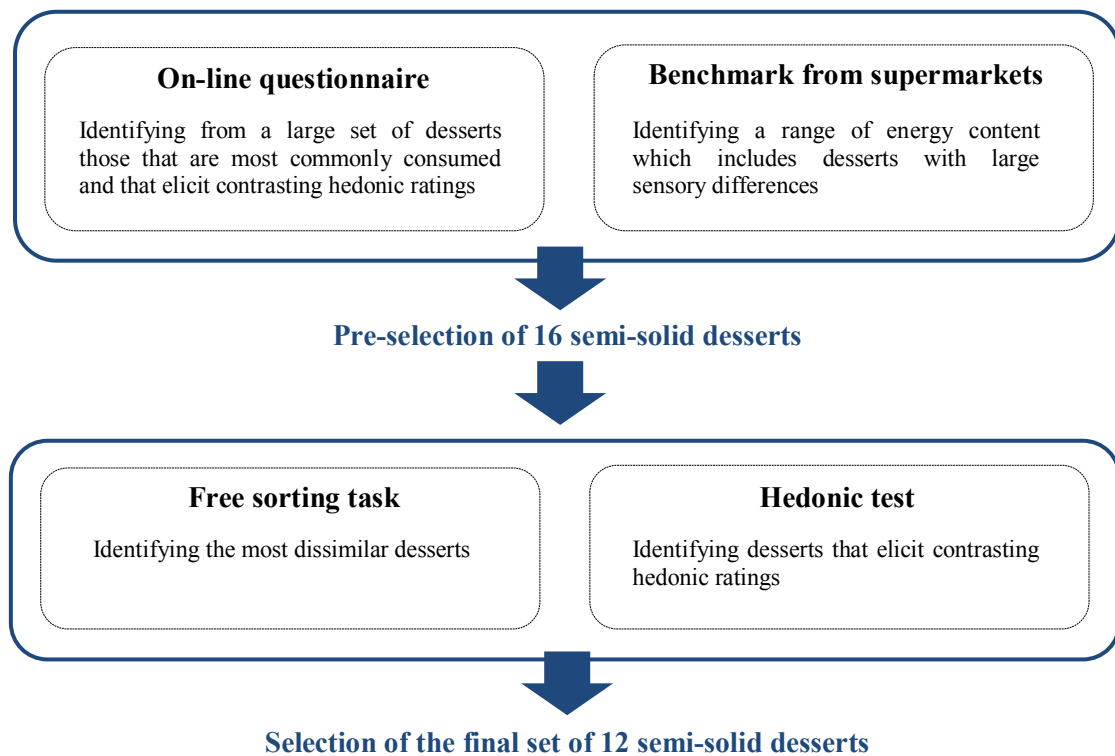 On-line questionnaire
Identifying from a large set of desserts
those that are most commonly consumed
and that elicit contrasting hedonic ratings
Benchmark from supermarkets
Identifying a range of energy content
which includes desserts with large
sensory differences
Pre-selection of 16 semi-solid desserts
Free sorting task
Identifying the most dissimilar desserts
Hedonic test
Identifying desserts that elicit contrasting
hedonic ratings
Selection of the final set of 12 semi-solid desserts